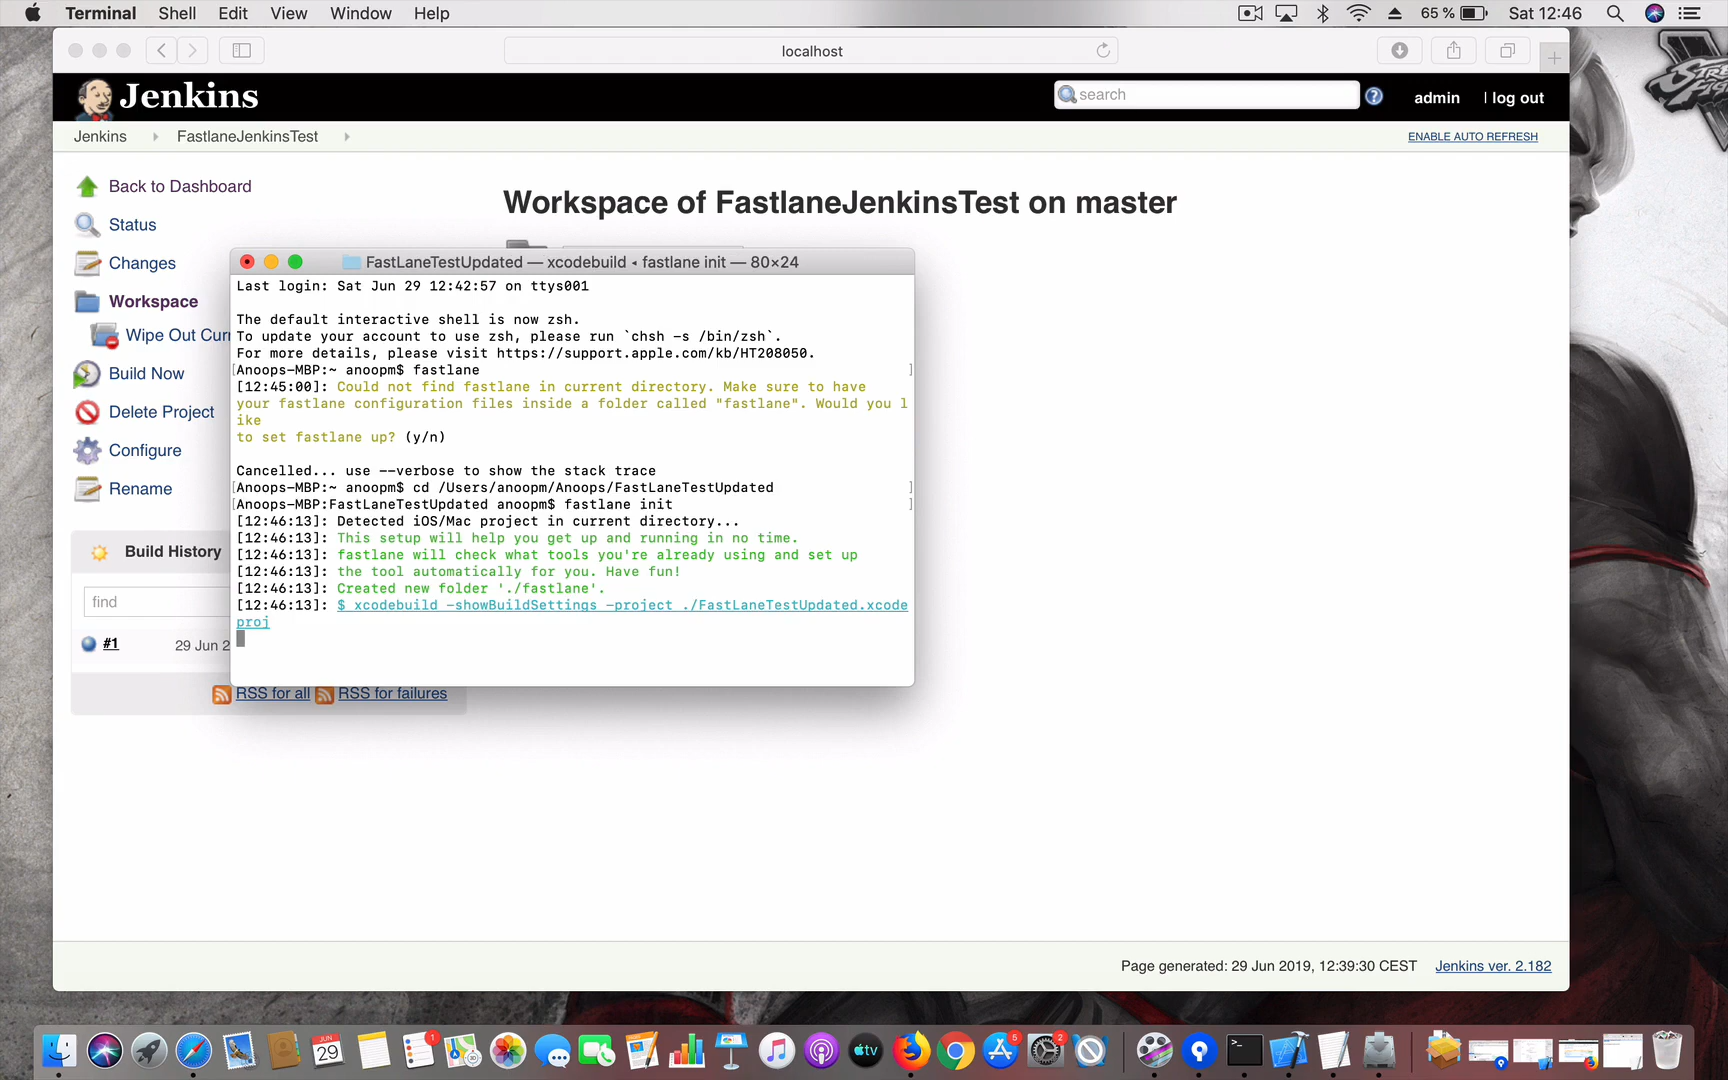 Terminal Shell Edit View Window Help
65 % Sat 12:46
localhost
Jenkins
search
admin | log out
Jenkins FastlaneJenkinsTest
ENABLE AUTO REFRESH
Back to Dashboard
Status
Changes
Workspace
Wipe Out Curr
Build Now
Delete Project
Configure
Rename
Build History
find
#1 29 Jun 2
RSS for all RSS for failures
Workspace of FastlaneJenkinsTest on master
FastLaneTestUpdated — xcodebuild ◂ fastlane init — 80×24
Last login: Sat Jun 29 12:42:57 on ttys001
The default interactive shell is now zsh.
To update your account to use zsh, please run `chsh -s /bin/zsh`.
For more details, please visit https://support.apple.com/kb/HT208050.
[Anoops-MBP:~ anoopm$ fastlane ]
[12:45:00]: Could not find fastlane in current directory. Make sure to have
your fastlane configuration files inside a folder called "fastlane". Would you l
ike
to set fastlane up? (y/n)
Cancelled... use --verbose to show the stack trace
[Anoops-MBP:~ anoopm$ cd /Users/anoopm/Anoops/FastLaneTestUpdated ]
[Anoops-MBP:FastLaneTestUpdated anoopm$ fastlane init ]
[12:46:13]: Detected iOS/Mac project in current directory...
[12:46:13]: This setup will help you get up and running in no time.
[12:46:13]: fastlane will check what tools you're already using and set up
[12:46:13]: the tool automatically for you. Have fun!
[12:46:13]: Created new folder './fastlane'.
[12:46:13]: $ xcodebuild -showBuildSettings -project ./FastLaneTestUpdated.xcode
proj
Page generated: 29 Jun 2019, 12:39:30 CEST Jenkins ver. 2.182
JUN
29
1
tv
5
2
>_